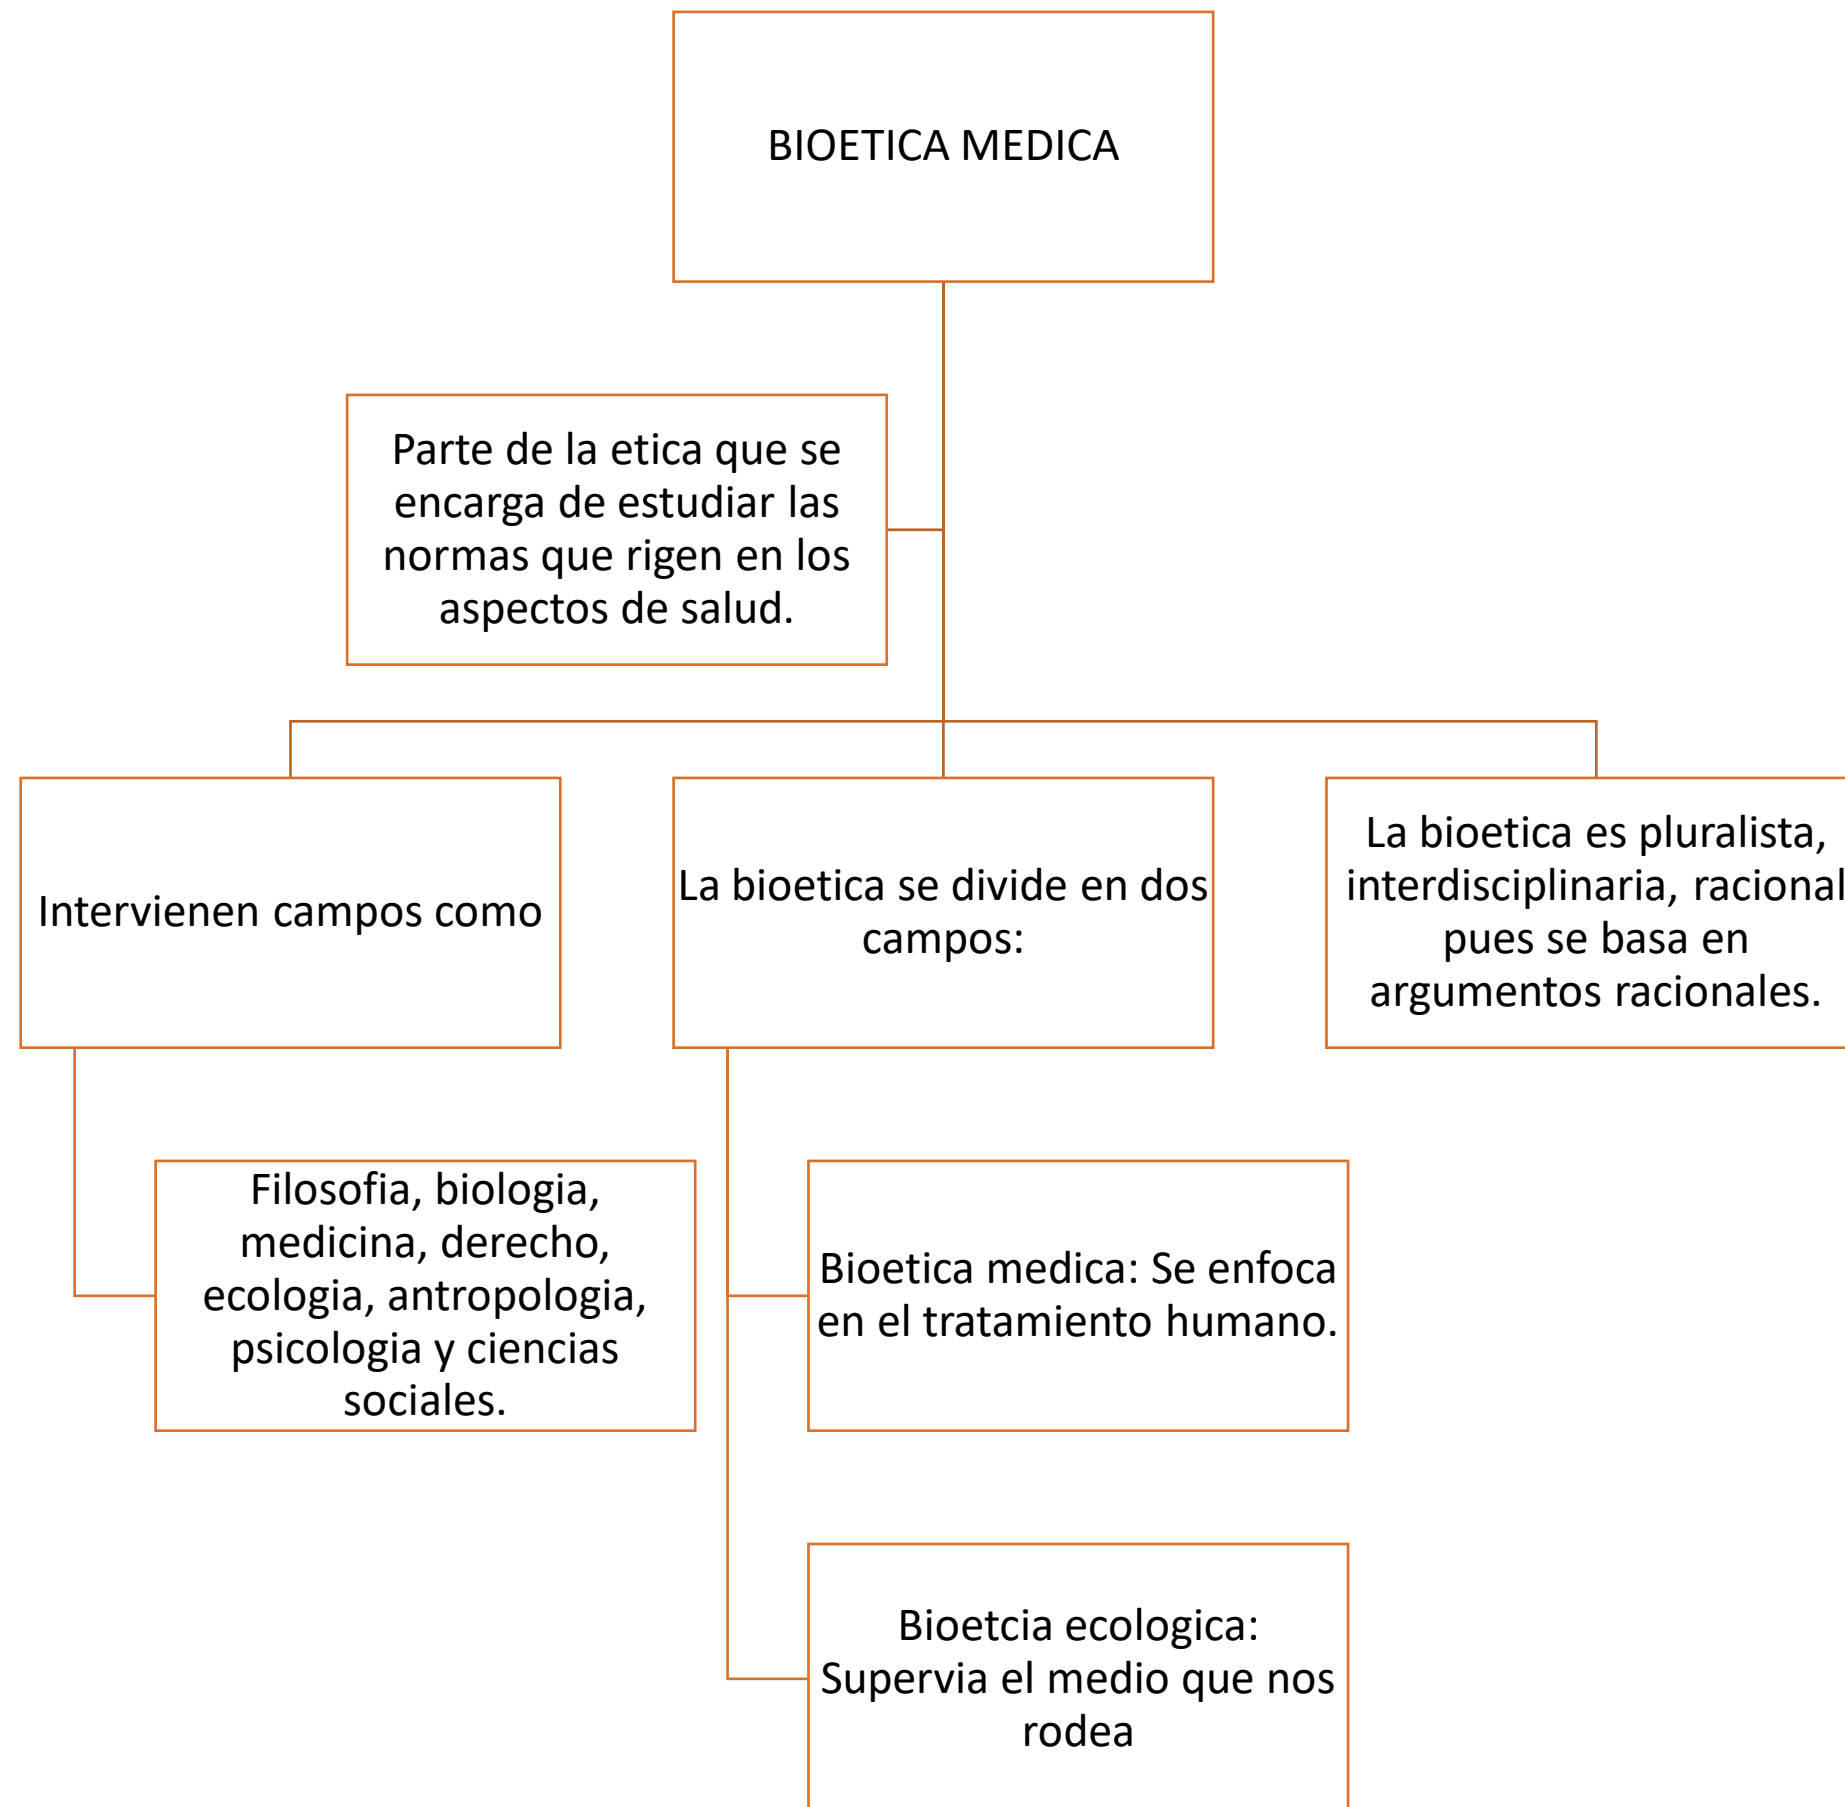 BIOETICA MEDICA
Parte de la etica que se
encarga de estudiar las
normas que rigen en los
aspectos de salud.
Intervienen campos como
La bioetica se divide en dos
campos:
La bioetica es pluralista,
interdisciplinaria, racional
pues se basa en
argumentos racionales.
Filosofia, biologia,
medicina, derecho,
ecologia, antropologia,
psicologia y ciencias
sociales.
Bioetica medica: Se enfoca
en el tratamiento humano.
Bioetcia ecologica:
Supervia el medio que nos
rodea